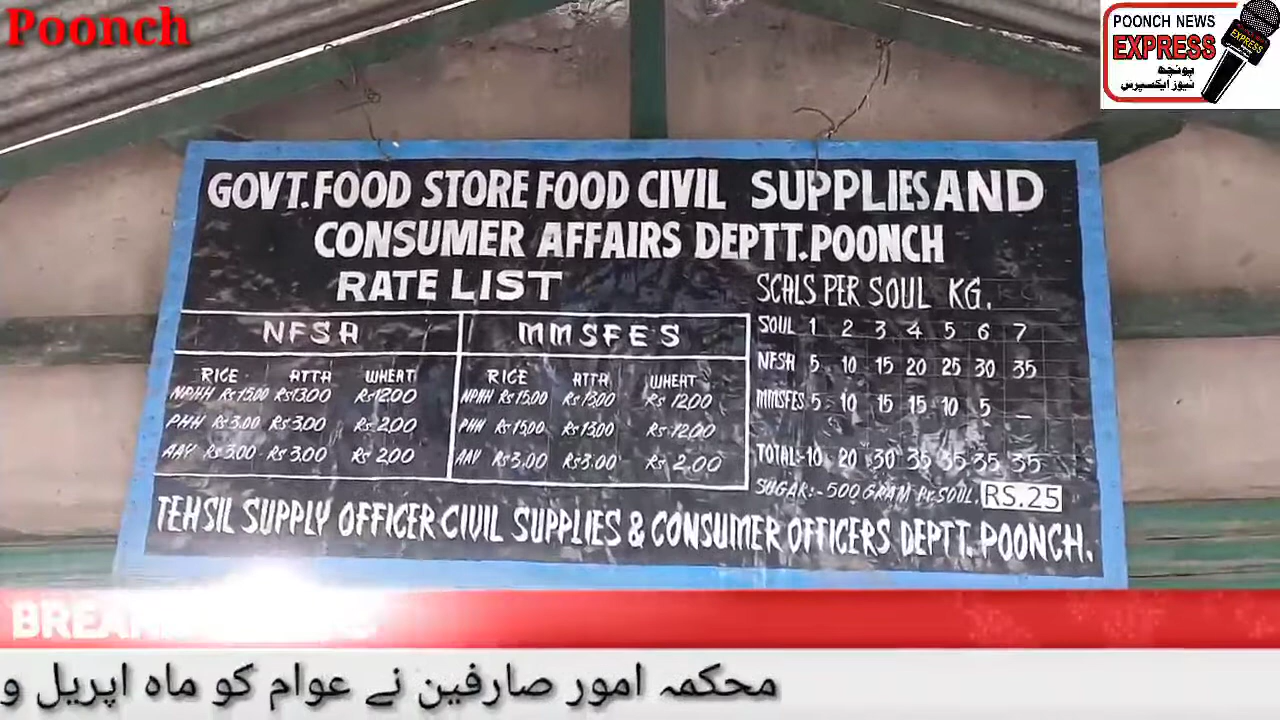 Poonch
POONCH NEWS
EXPRESS
پونچھ
نیوز ایکسپرس
EXPRESS
GOVT. FOOD STORE FOOD CIVIL SUPPLIES AND
CONSUMER AFFAIRS DEPTT. POONCH
RATE LIST
NFSA MMSFES
RICE ATTA WHEAT RICE ATTA WHEAT
NPHH Rs 15.00 Rs 13.00 Rs 12.00 NPHH Rs 15.00 Rs 13.00 Rs 12.00
PHH Rs 3.00 Rs 3.00 Rs 2.00 PHH Rs 15.00 Rs 13.00 Rs 12.00
AAY Rs 3.00 Rs 3.00 Rs 2.00 AAY Rs 3.00 Rs 3.00 Rs 2.00
SCALS PER SOUL KG.
SOUL 1 2 3 4 5 6 7
NFSA 5 10 15 20 25 30 35
MMSFES 5 10 15 15 10 5 –
TOTAL:- 10 20 30 35 35 35 35
SUGAR:- 500 GRAM Pr SOUL. RS.25
TEHSIL SUPPLY OFFICER CIVIL SUPPLIES & CONSUMER OFFICERS DEPTT. POONCH.
محکمہ امور صارفین نے عوام کو ماہ اپریل و